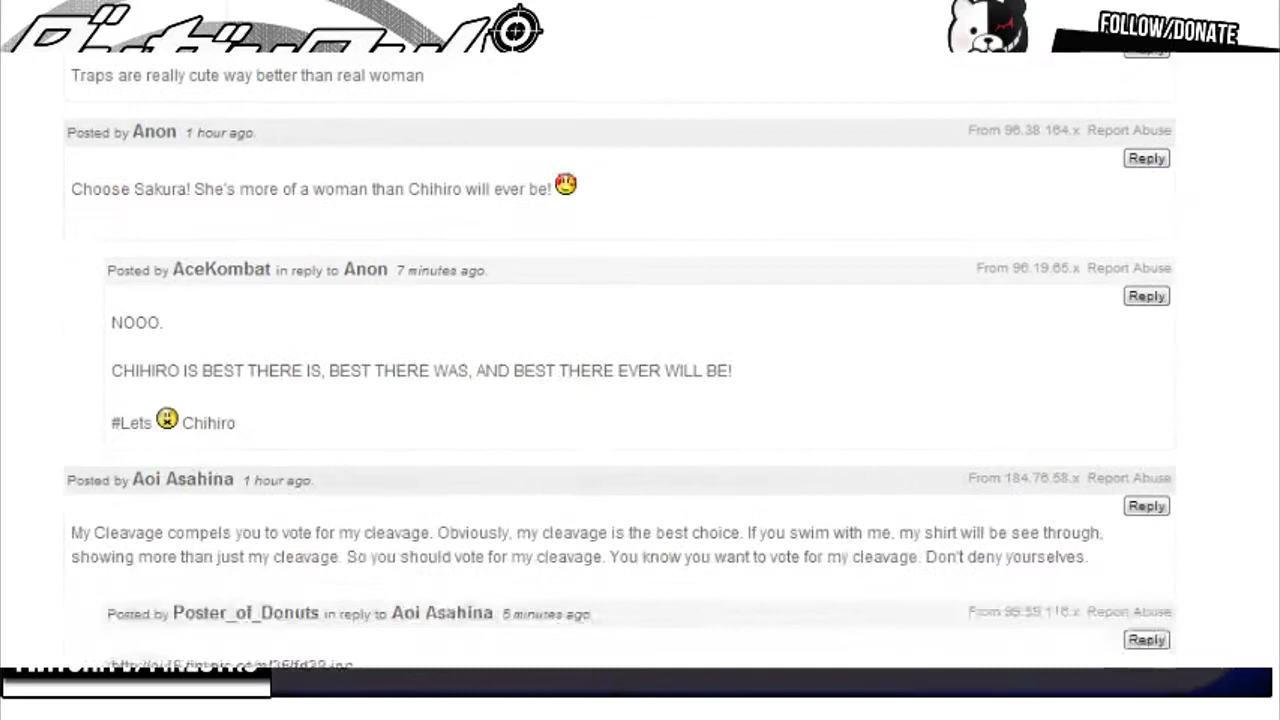 FOLLOW/DONATE
Traps are really cute way better than real woman
Posted by Anon 1 hour ago. From 96.38.164.x Report Abuse
Reply
Choose Sakura! She's more of a woman than Chihiro will ever be!
Posted by AceKombat in reply to Anon 7 minutes ago. From 96.19.65.x Report Abuse
Reply
NOOO.
CHIHIRO IS BEST THERE IS, BEST THERE WAS, AND BEST THERE EVER WILL BE!
#Lets Chihiro
Posted by Aoi Asahina 1 hour ago. From 184.76.58.x Report Abuse
Reply
My Cleavage compels you to vote for my cleavage. Obviously, my cleavage is the best choice. If you swim with me, my shirt will be see through,
showing more than just my cleavage. So you should vote for my cleavage. You know you want to vote for my cleavage. Don't deny yourselves.
Posted by Poster_of_Donuts in reply to Aoi Asahina 5 minutes ago. Report Abuse
Reply